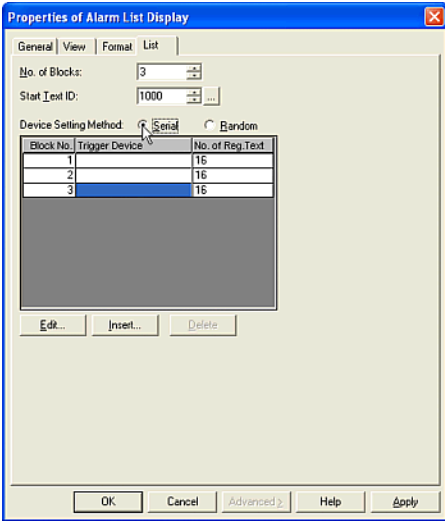 Properties of Alarm List Display
General View Format List
No. of Blocks: 3
Start Text ID: 1000 ...
Device Setting Method: Serial Random
Block No. Trigger Device No. of Reg.Text
1 16
2 16
3 16
Edit... Insert... Delete
OK Cancel Advanced > Help Apply